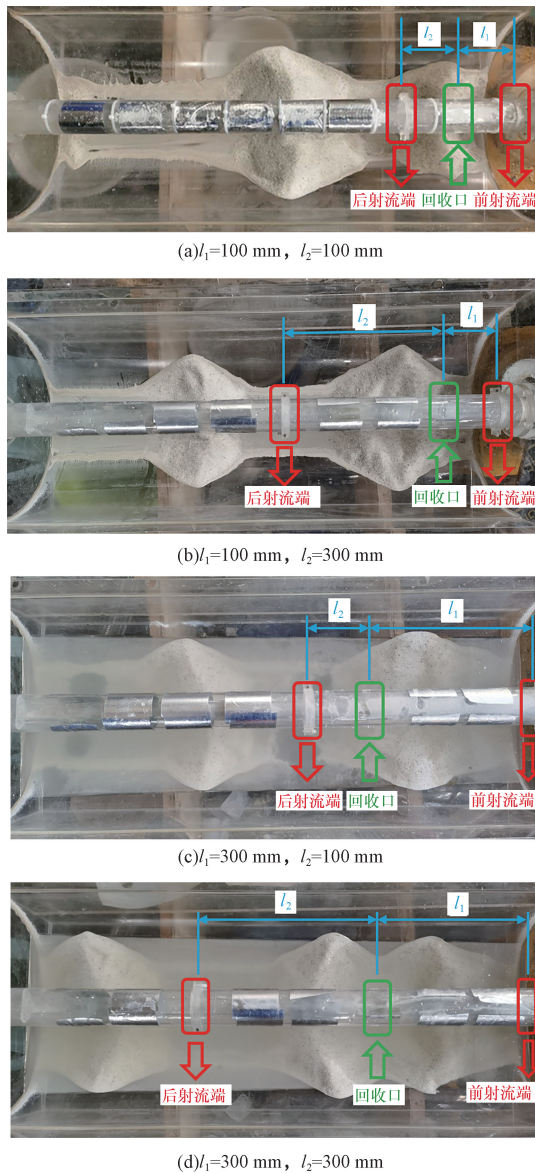 l₂ l₁
后射流端 回收口 前射流端
(a)l₁=100 mm，l₂=100 mm
l₂ l₁
后射流端 回收口 前射流端
(b)l₁=100 mm，l₂=300 mm
l₂ l₁
后射流端 回收口 前射流端
(c)l₁=300 mm，l₂=100 mm
l₂ l₁
后射流端 回收口 前射流端
(d)l₁=300 mm，l₂=300 mm